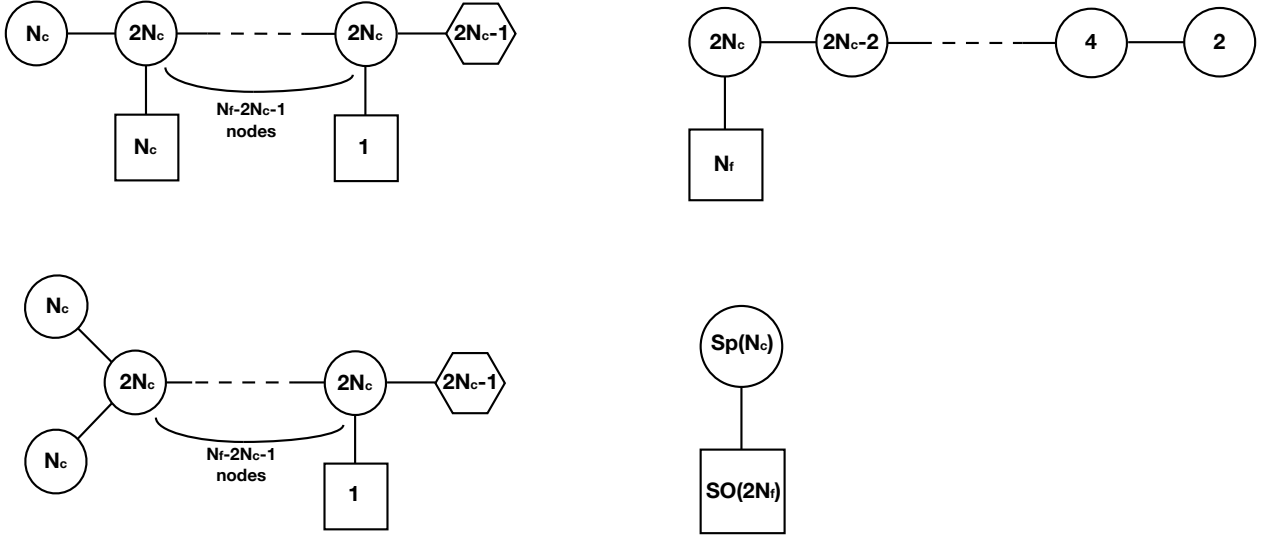 Nc 2Nc 2Nc 2Nc-1
Nf-2Nc-1
nodes
Nc 1
2Nc 2Nc-2 4 2
Nf
Nc
2Nc 2Nc 2Nc-1
Nc
Nf-2Nc-1
nodes
1
Sp(Nc)
SO(2Nf)